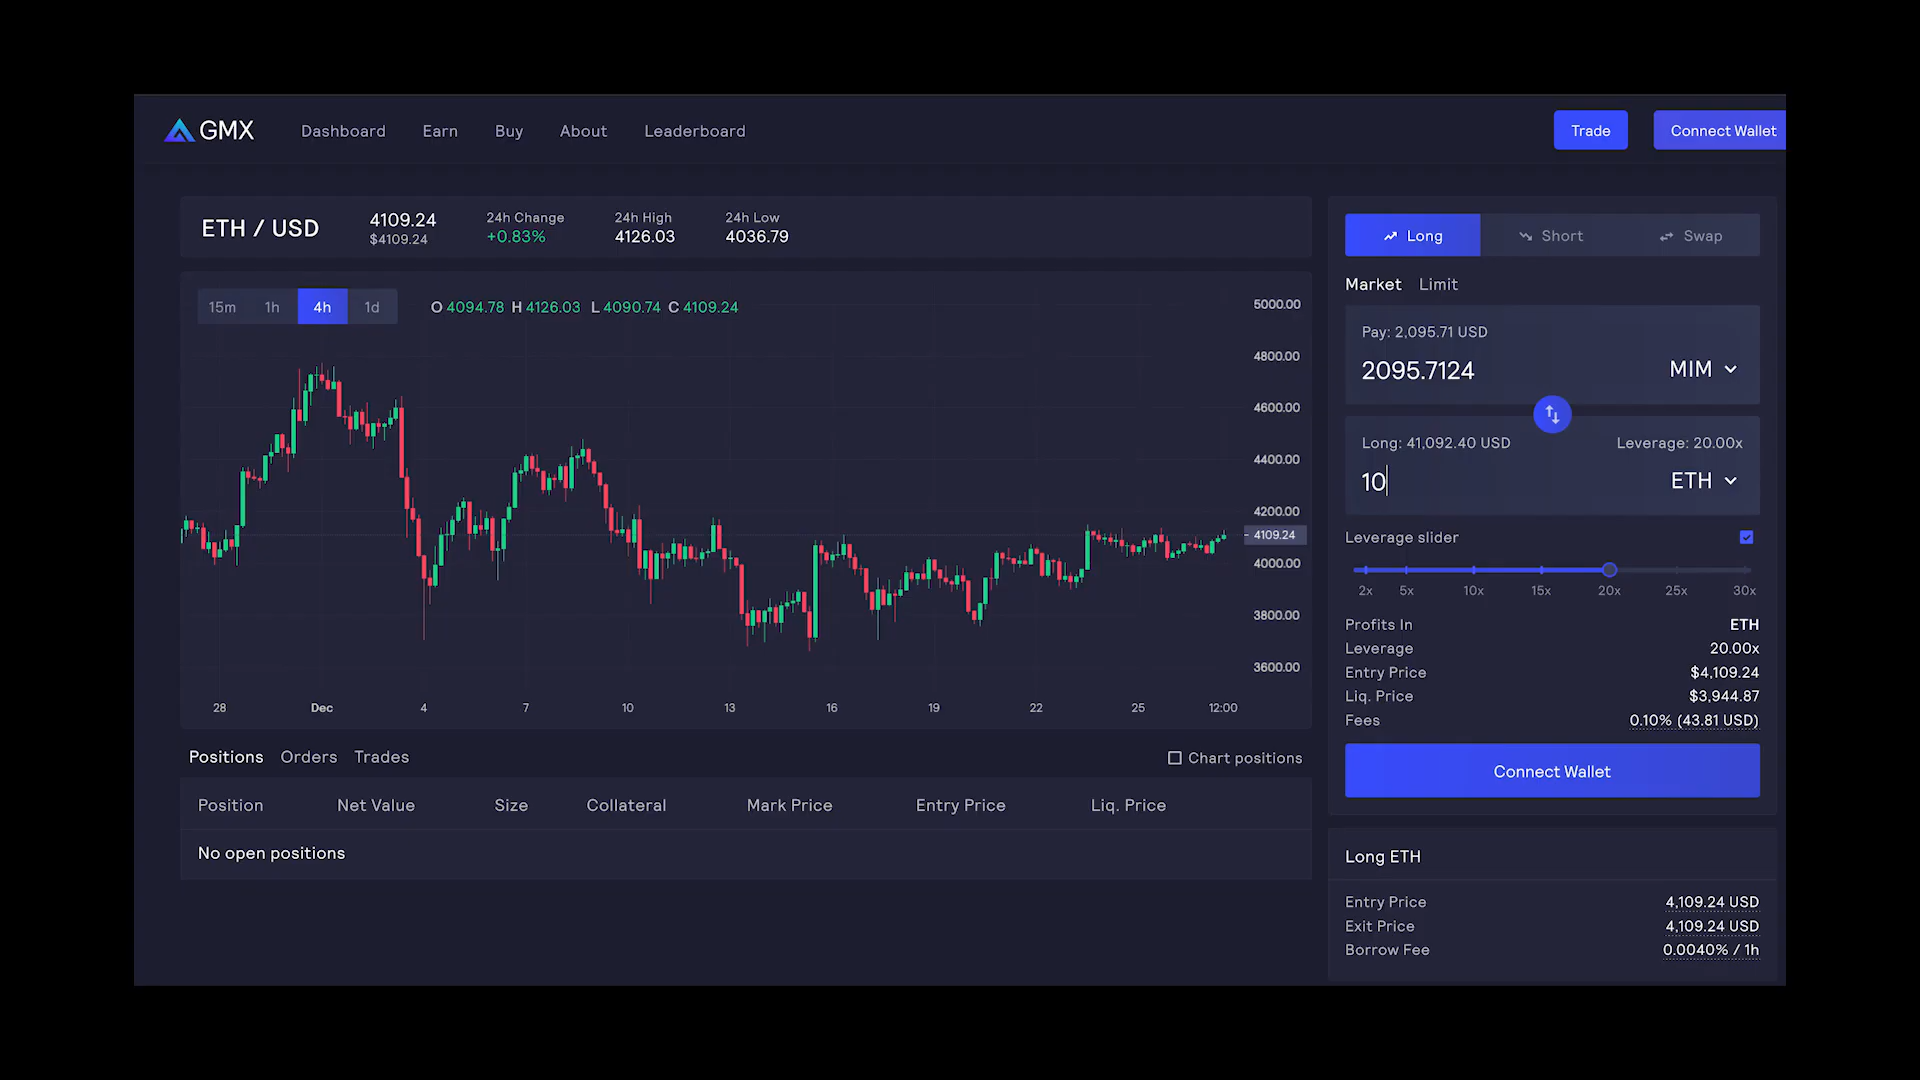 GMX Dashboard Earn Buy About Leaderboard Trade Connect Wallet
ETH / USD 4109.24 $4109.24 24h Change +0.83% 24h High 4126.03 24h Low 4036.79
15m 1h 4h 1d O 4094.78 H 4126.03 L 4090.74 C 4109.24
5000.00
4800.00
4600.00
4400.00
4200.00
4109.24
4000.00
3800.00
3600.00
28 Dec 4 7 10 13 16 19 22 25 12:00
Positions Orders Trades Chart positions
Position Net Value Size Collateral Mark Price Entry Price Liq. Price
No open positions
Long Short Swap
Market Limit
Pay: 2,095.71 USD
2095.7124 MIM
Long: 41,092.40 USD Leverage: 20.00x
10 ETH
Leverage slider
2x 5x 10x 15x 20x 25x 30x
Profits In ETH
Leverage 20.00x
Entry Price $4,109.24
Liq. Price $3,944.87
Fees 0.10% (43.81 USD)
Connect Wallet
Long ETH
Entry Price 4,109.24 USD
Exit Price 4,109.24 USD
Borrow Fee 0.0040% / 1h